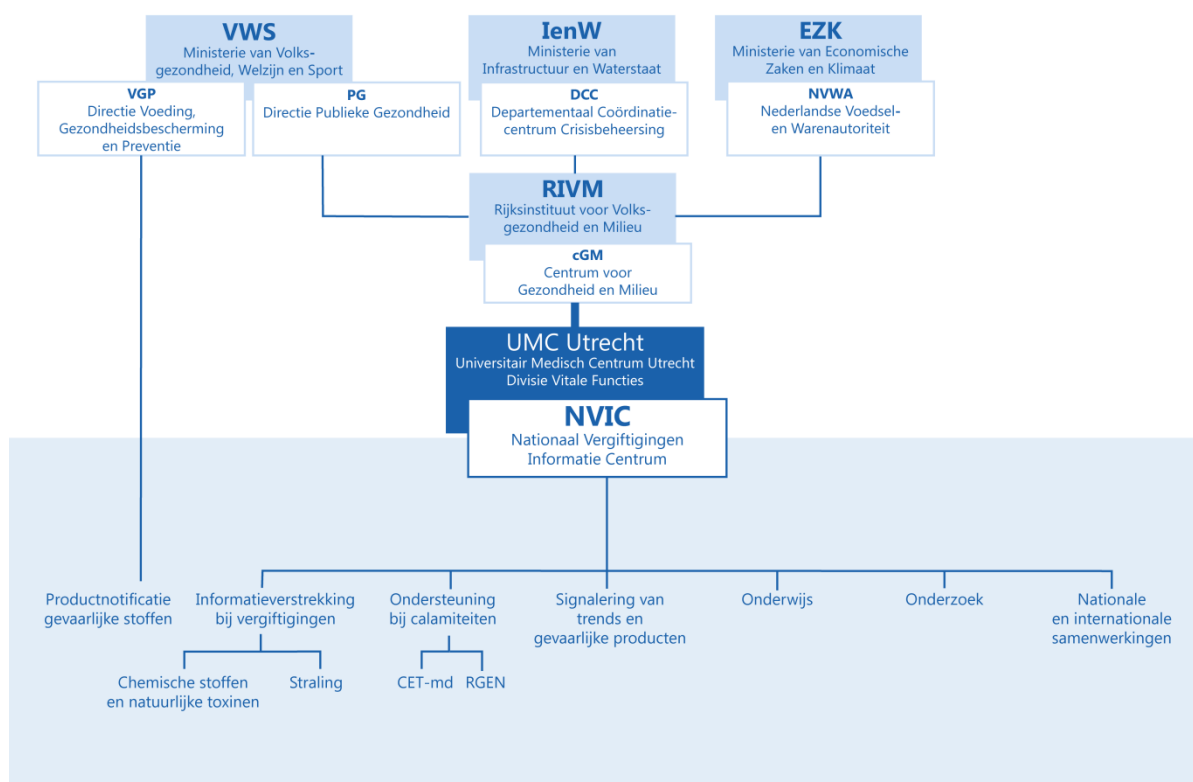 VWS
Ministerie van Volks-
gezondheid, Welzijn en Sport
VGP
Directie Voeding,
Gezondheidsbescherming
en Preventie
PG
Directie Publieke Gezondheid
IenW
Ministerie van
Infrastructuur en Waterstaat
DCC
Departementaal Coördinatie-
centrum Crisisbeheersing
EZK
Ministerie van Economische
Zaken en Klimaat
NVWA
Nederlandse Voedsel-
en Warenautoriteit
RIVM
Rijksinstituut voor Volks-
gezondheid en Milieu
cGM
Centrum voor
Gezondheid en Milieu
UMC Utrecht
Universitair Medisch Centrum Utrecht
Divisie Vitale Functies
NVIC
Nationaal Vergiftigingen
Informatie Centrum
Productnotificatie
gevaarlijke stoffen
Informatieverstrekking
bij vergiftigingen
Chemische stoffen
en natuurlijke toxinen
Straling
Ondersteuning
bij calamiteiten
CET-md
RGEN
Signalering van
trends en
gevaarlijke producten
Onderwijs
Onderzoek
Nationale
en internationale
samenwerkingen